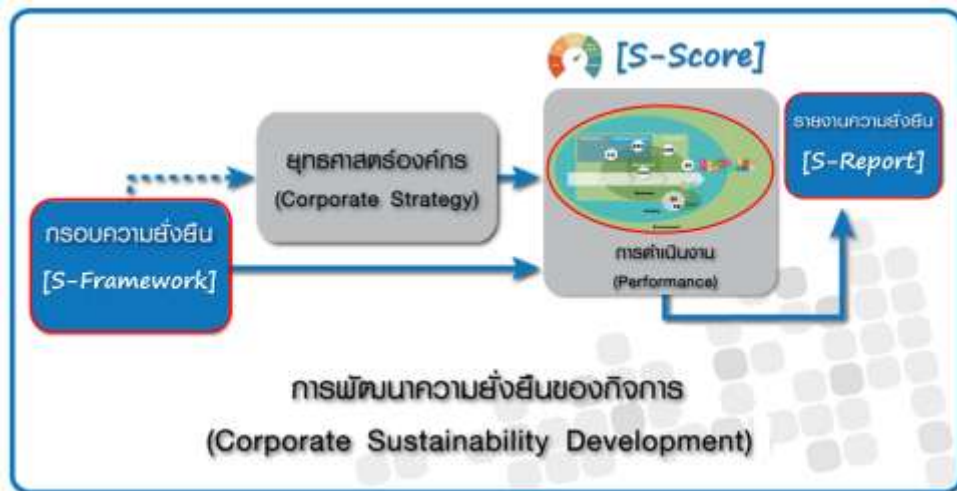 [S-Score]
รายงานความยั่งยืน
[S-Report]
ยุทธศาสตร์องค์กร
(Corporate Strategy)
กรอบความยั่งยืน
[S-Framework]
การดำเนินงาน
(Performance)
การพัฒนาความยั่งยืนของกิจการ
(Corporate Sustainability Development)